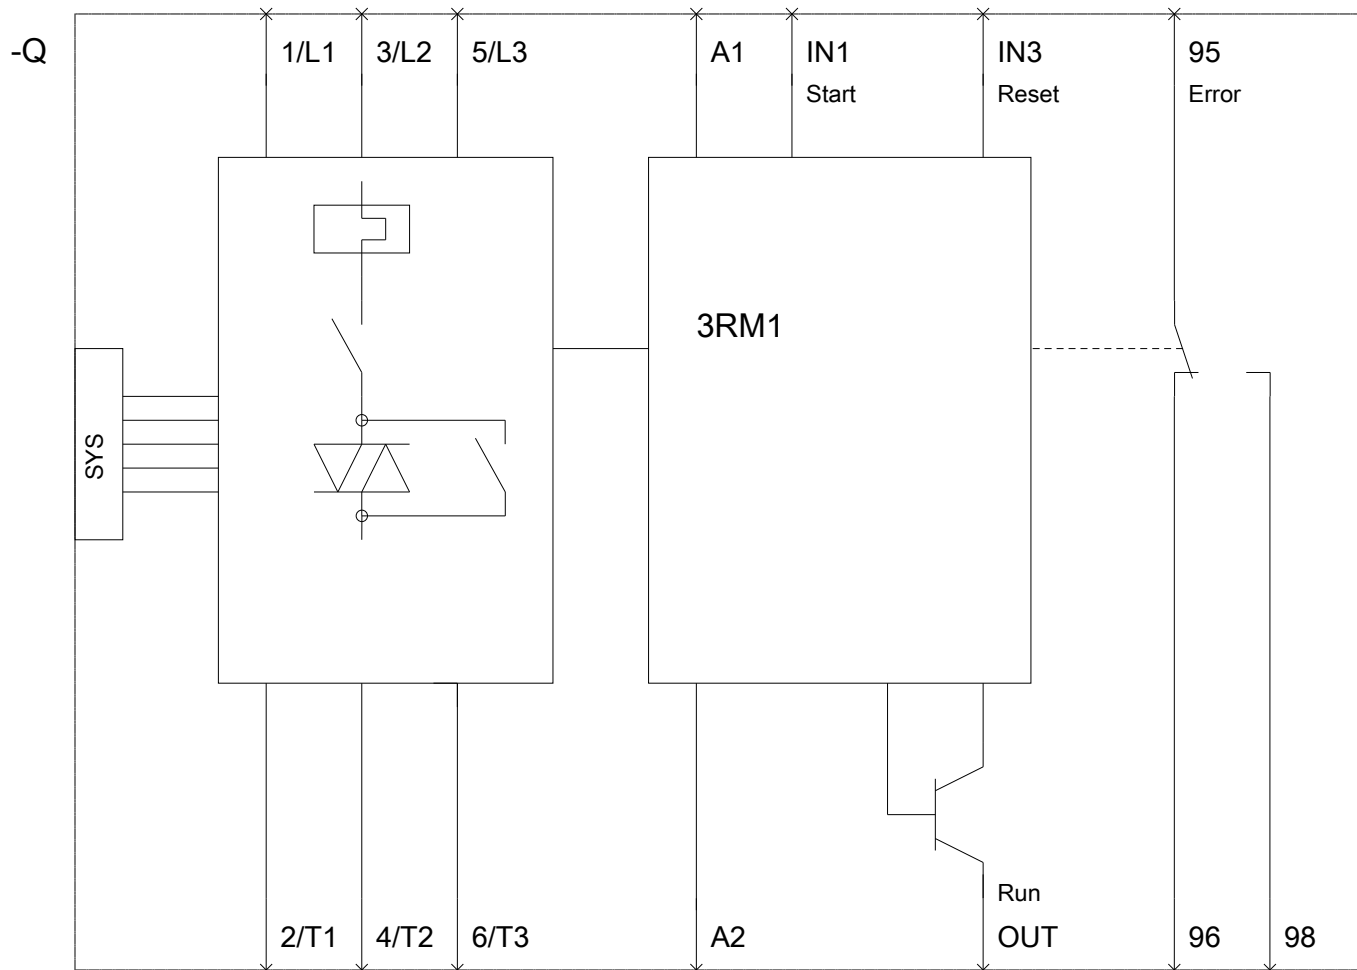 -Q
1/L1 3/L2 5/L3 A1 IN1 IN3 95
Start Reset Error
3RM1
SYS
Run
2/T1 4/T2 6/T3 A2 OUT 96 98